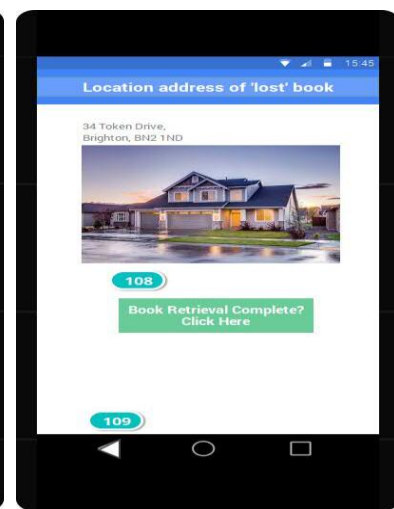 15:45
Location address of 'lost' book
34 Token Drive,
Brighton, BN2 1ND
108
Book Retrieval Complete?
Click Here
109